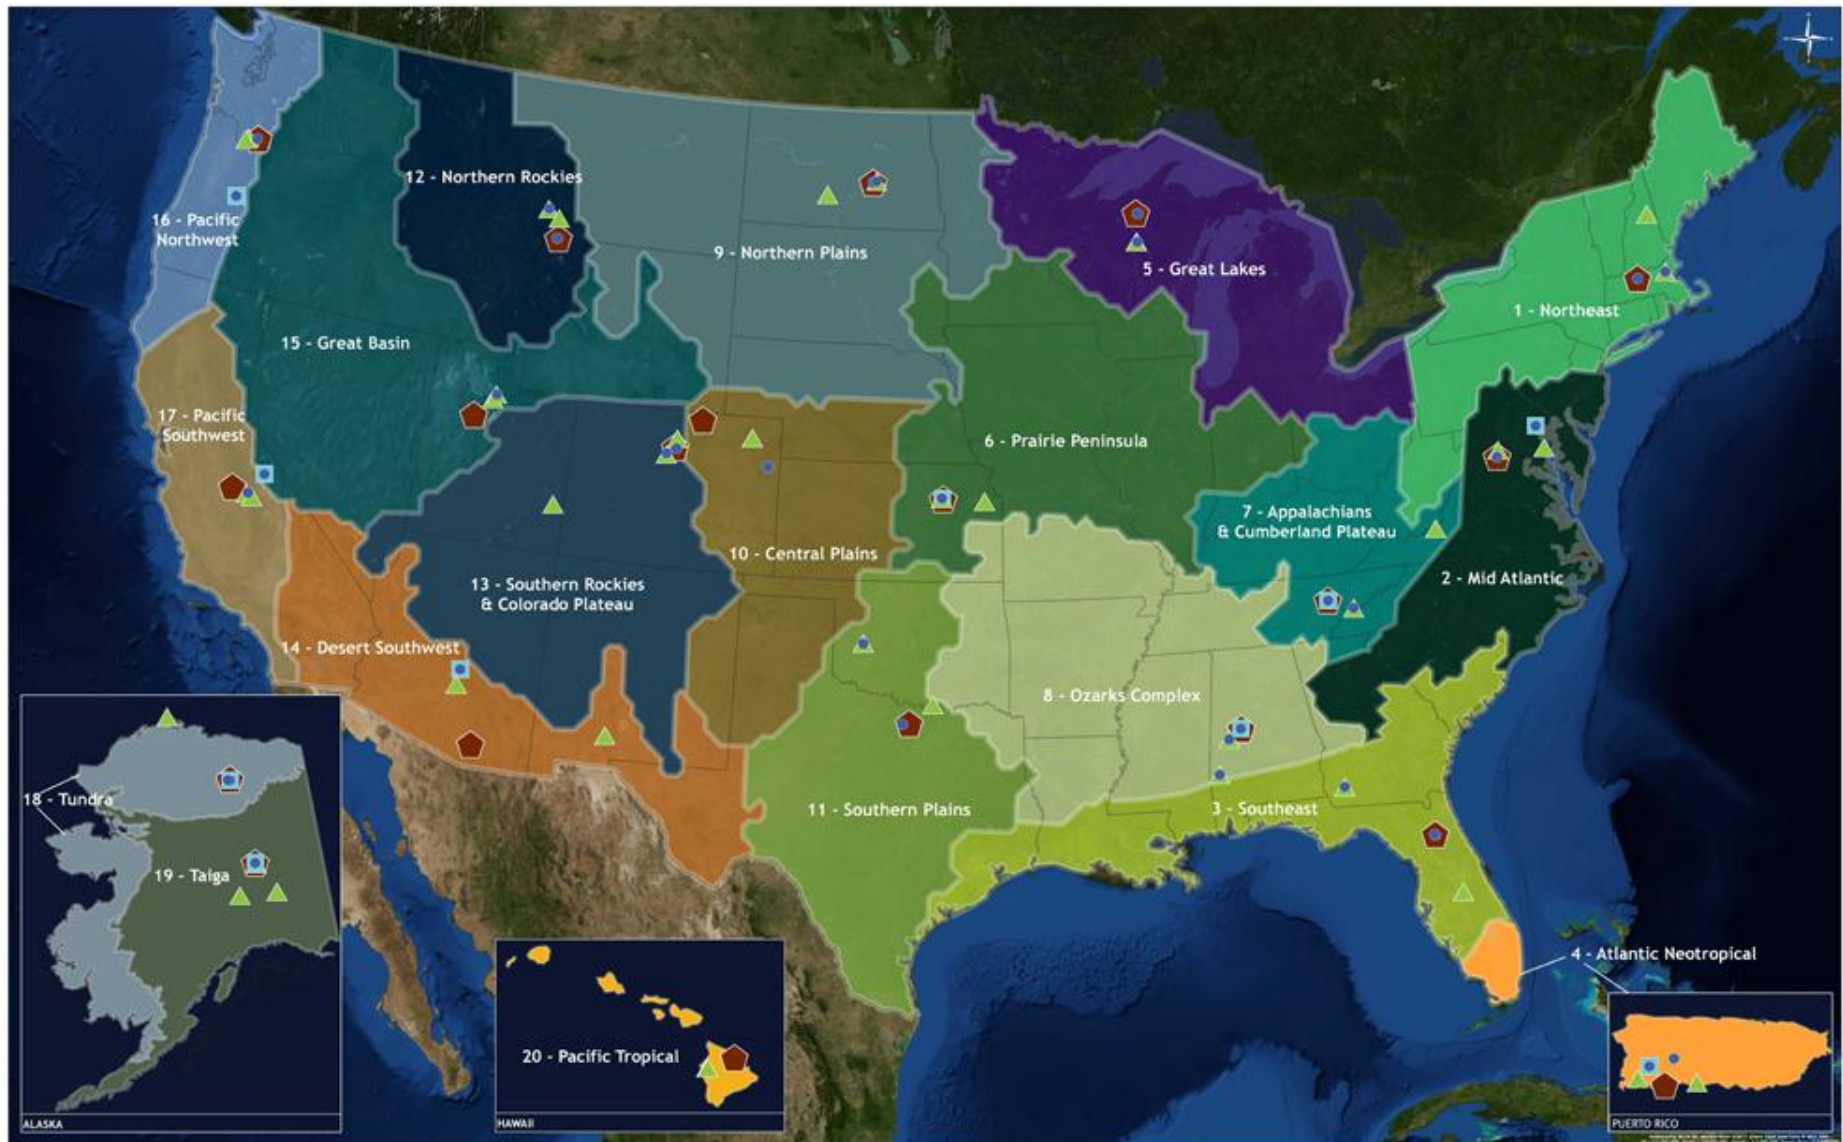 12 - Northern Rockies
16 - Pacific
Northwest
9 - Northern Plains
5 - Great Lakes
1 - Northeast
15 - Great Basin
17 - Pacific
Southwest
6 - Prairie Peninsula
7 - Appalachians
& Cumberland Plateau
10 - Central Plains
2 - Mid Atlantic
13 - Southern Rockies
& Colorado Plateau
14 - Desert Southwest
8 - Ozarks Complex
18 - Tundra
11 - Southern Plains
3 - Southeast
19 - Taiga
4 - Atlantic Neotropical
20 - Pacific Tropical
ALASKA
HAWAII
PUERTO RICO